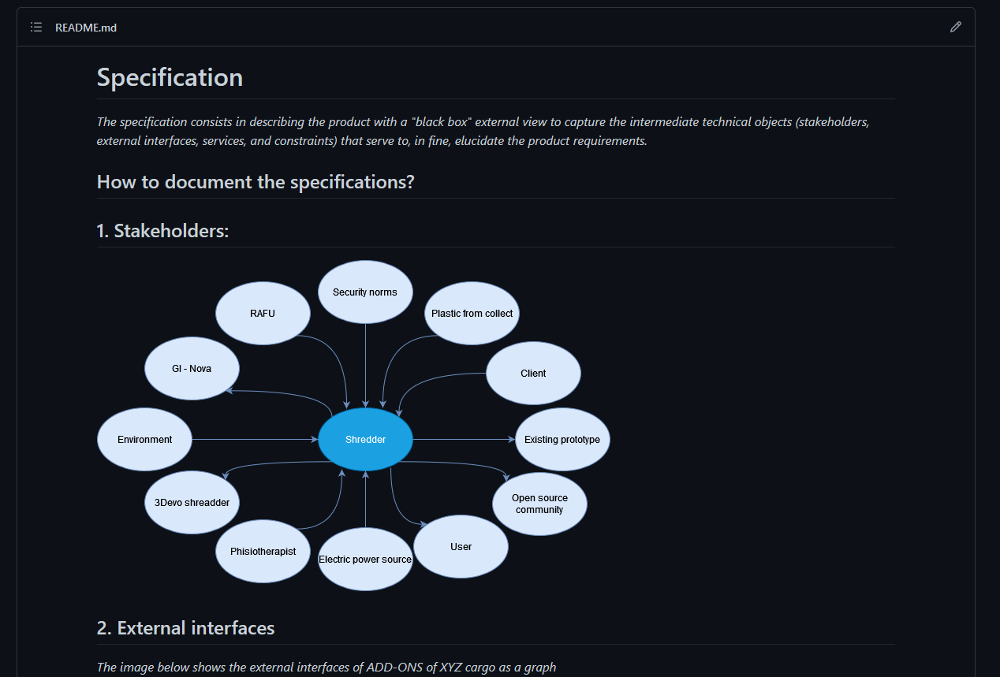 README.md
Specification
The specification consists in describing the product with a "black box" external view to capture the intermediate technical objects (stakeholders,
external interfaces, services, and constraints) that serve to, in fine, elucidate the product requirements.
How to document the specifications?
1. Stakeholders:
Security norms
RAFU
Plastic from collect
GI - Nova
Client
Environment
Shredder
Existing prototype
3Devo shreadder
Open source
community
Phisiotherapist
Electric power source
User
2. External interfaces
The image below shows the external interfaces of ADD-ONS of XYZ cargo as a graph